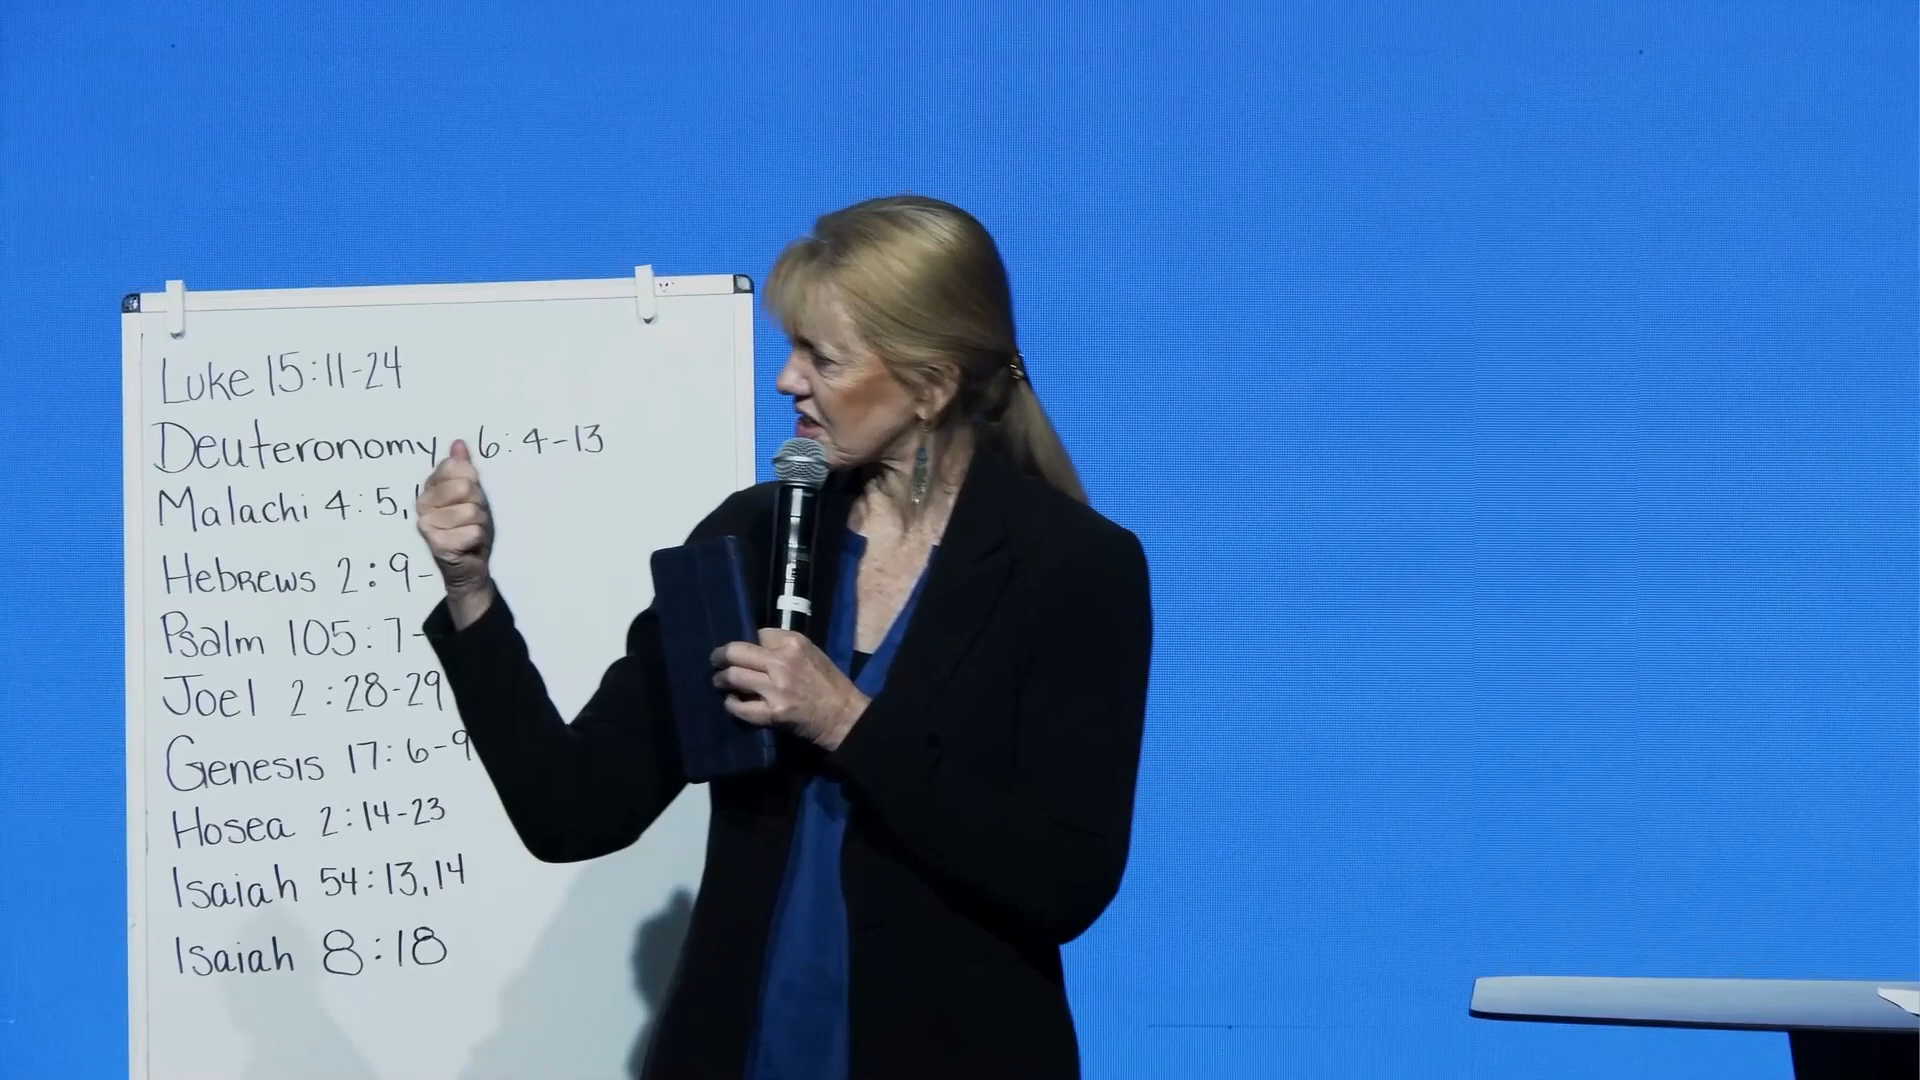 Luke 15:11-24
Deuteronomy 6:4-13
Malachi 4:5,
Hebrews 2:9-
Psalm 105:7-
Joel 2:28-29
Genesis 17:6-9
Hosea 2:14-23
Isaiah 54:13,14
Isaiah 8:18